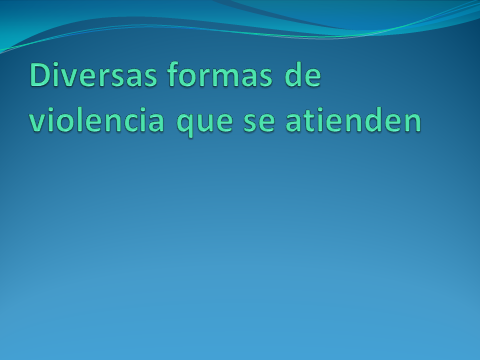 Diversas formas de
violencia que se atienden